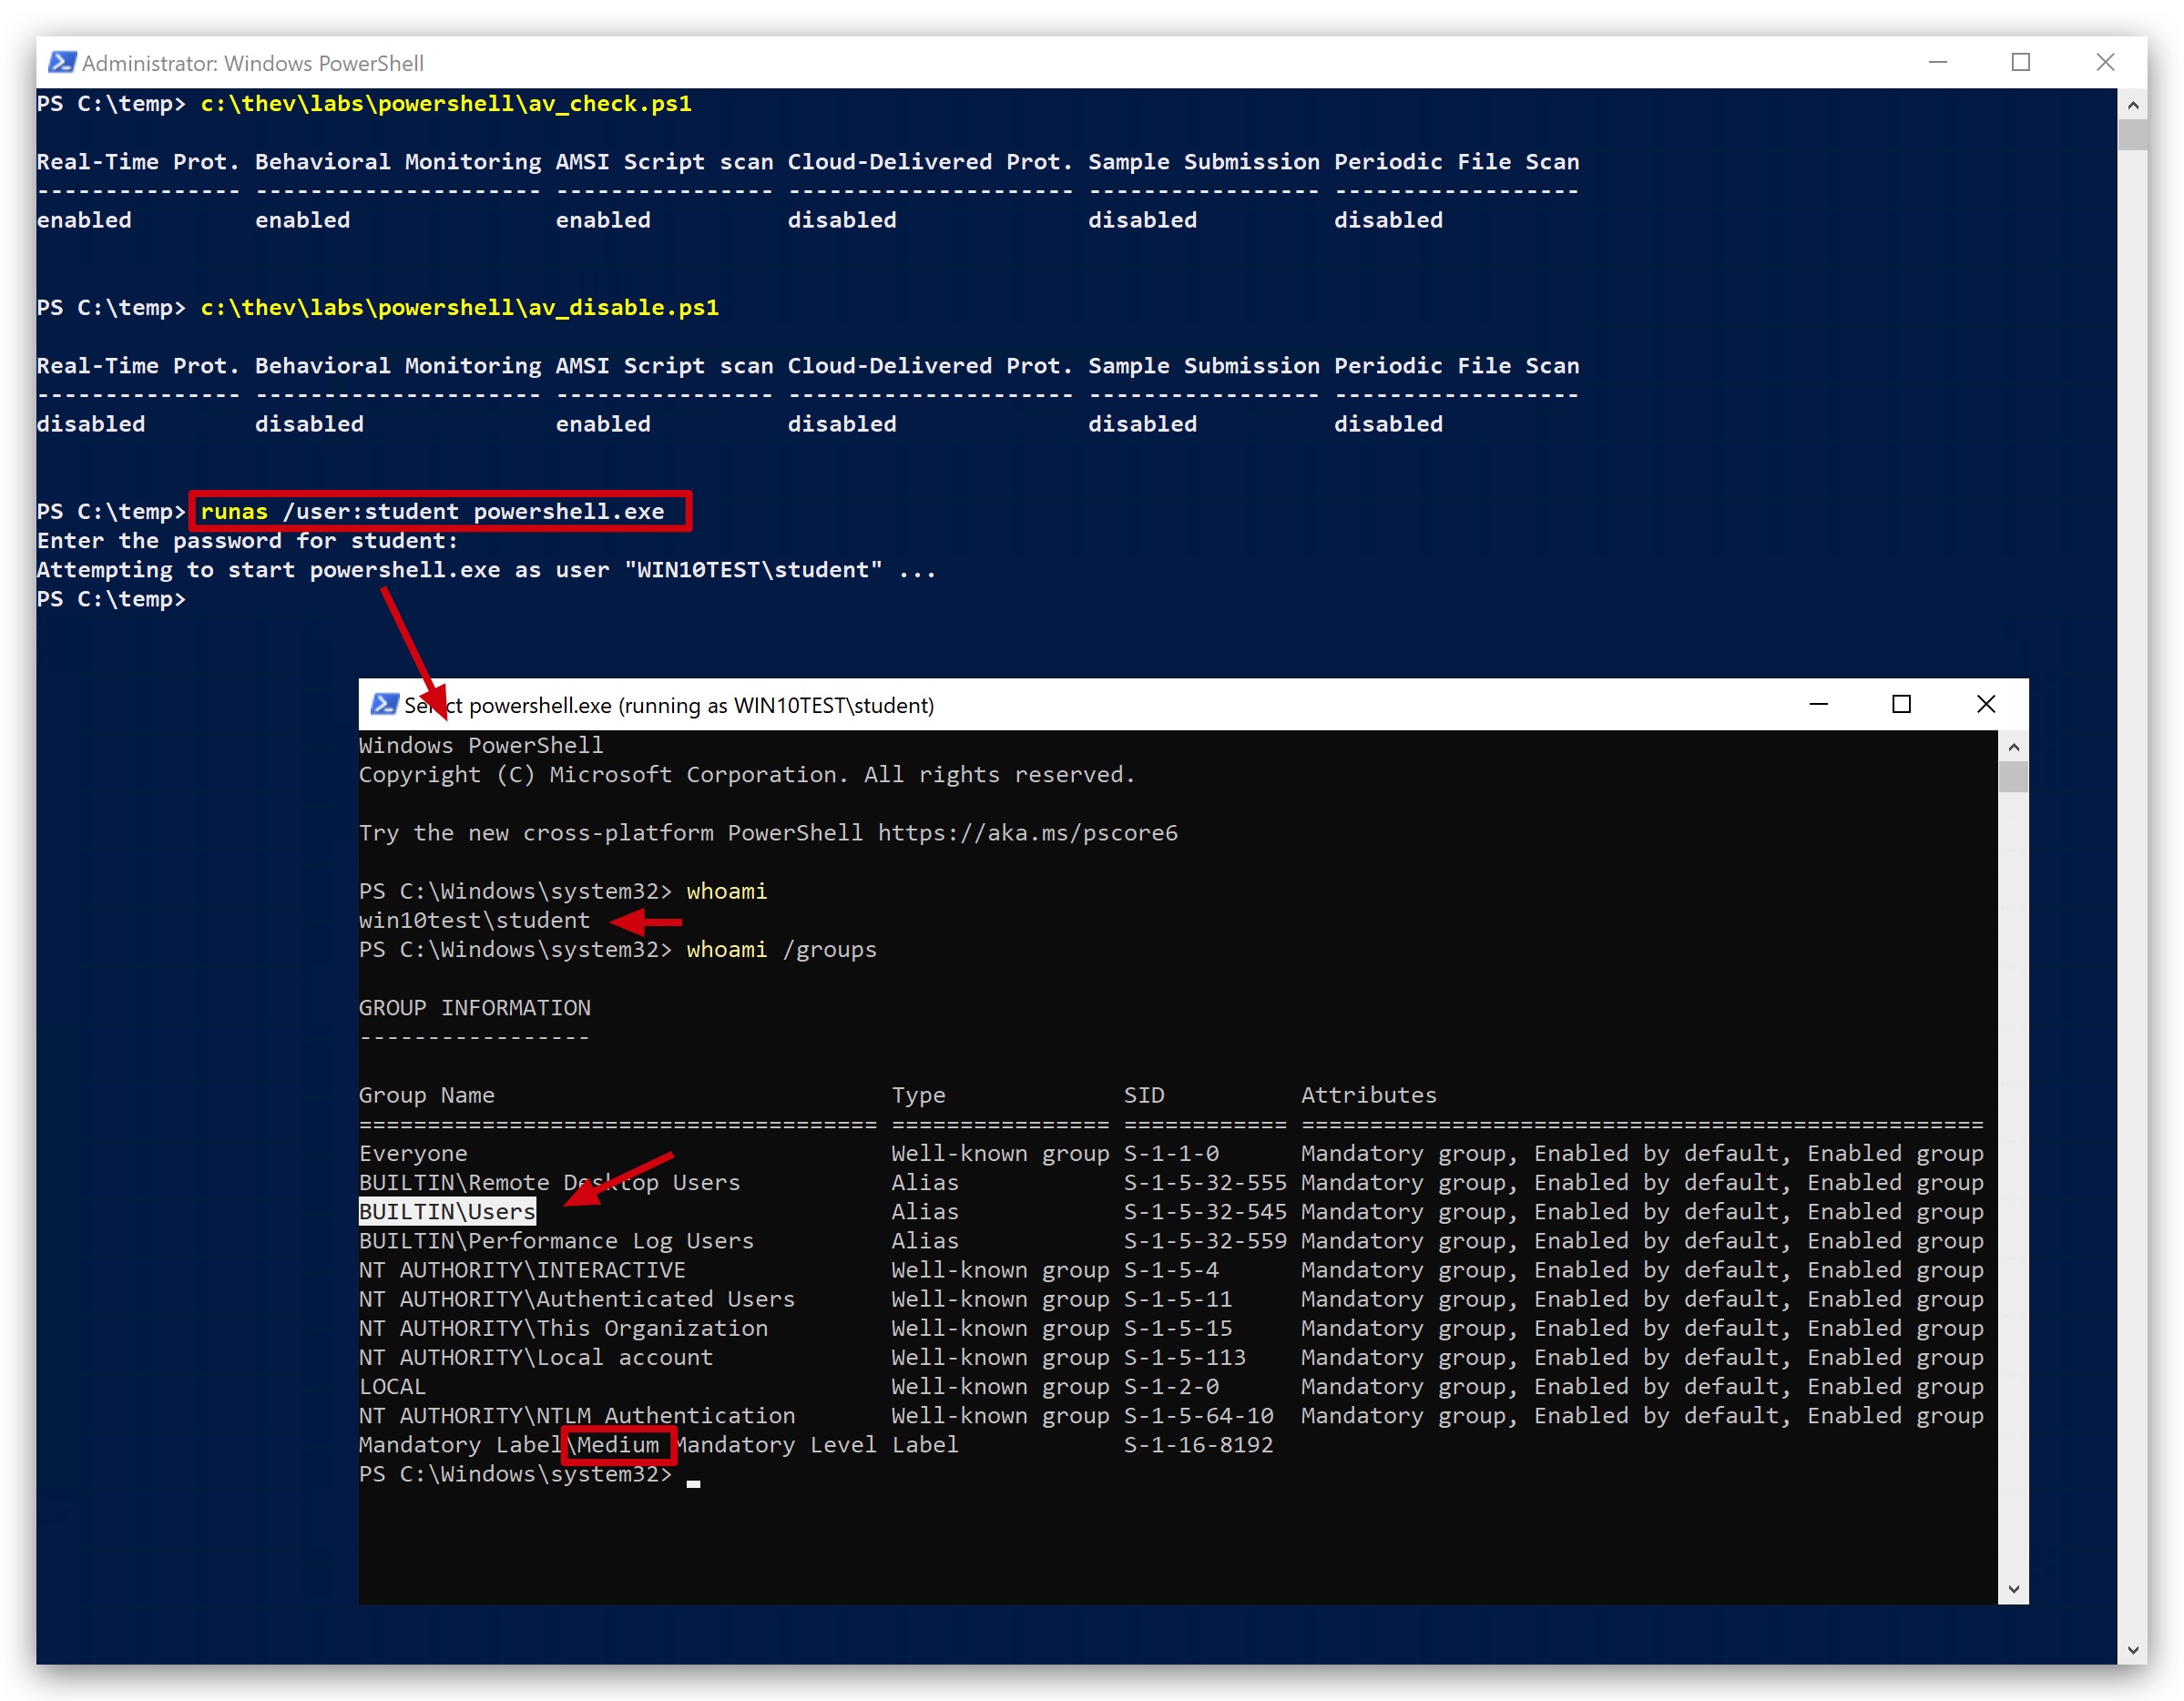 Administrator: Windows PowerShell
PS C:\temp> c:\thev\labs\powershell\av_check.ps1
Real-Time Prot. Behavioral Monitoring AMSI Script scan Cloud-Delivered Prot. Sample Submission Periodic File Scan
--------------- --------------------- ---------------- --------------------- ----------------- ------------------
enabled         enabled               enabled          disabled              disabled          disabled
PS C:\temp> c:\thev\labs\powershell\av_disable.ps1
Real-Time Prot. Behavioral Monitoring AMSI Script scan Cloud-Delivered Prot. Sample Submission Periodic File Scan
--------------- --------------------- ---------------- --------------------- ----------------- ------------------
disabled        disabled              enabled          disabled              disabled          disabled
PS C:\temp> runas /user:student powershell.exe
Enter the password for student:
Attempting to start powershell.exe as user "WIN10TEST\student" ...
PS C:\temp>
Select powershell.exe (running as WIN10TEST\student)
Windows PowerShell
Copyright (C) Microsoft Corporation. All rights reserved.
Try the new cross-platform PowerShell https://aka.ms/pscore6
PS C:\Windows\system32> whoami
win10test\student
PS C:\Windows\system32> whoami /groups
GROUP INFORMATION
-----------------
Group Name                             Type             SID          Attributes
====================================== ================ ============ ==================================================
Everyone                               Well-known group S-1-1-0      Mandatory group, Enabled by default, Enabled group
BUILTIN\Remote Desktop Users           Alias            S-1-5-32-555 Mandatory group, Enabled by default, Enabled group
BUILTIN\Users                          Alias            S-1-5-32-545 Mandatory group, Enabled by default, Enabled group
BUILTIN\Performance Log Users          Alias            S-1-5-32-559 Mandatory group, Enabled by default, Enabled group
NT AUTHORITY\INTERACTIVE               Well-known group S-1-5-4      Mandatory group, Enabled by default, Enabled group
NT AUTHORITY\Authenticated Users       Well-known group S-1-5-11     Mandatory group, Enabled by default, Enabled group
NT AUTHORITY\This Organization         Well-known group S-1-5-15     Mandatory group, Enabled by default, Enabled group
NT AUTHORITY\Local account             Well-known group S-1-5-113    Mandatory group, Enabled by default, Enabled group
LOCAL                                  Well-known group S-1-2-0      Mandatory group, Enabled by default, Enabled group
NT AUTHORITY\NTLM Authentication       Well-known group S-1-5-64-10  Mandatory group, Enabled by default, Enabled group
Mandatory Label\Medium Mandatory Level Label            S-1-16-8192
PS C:\Windows\system32>